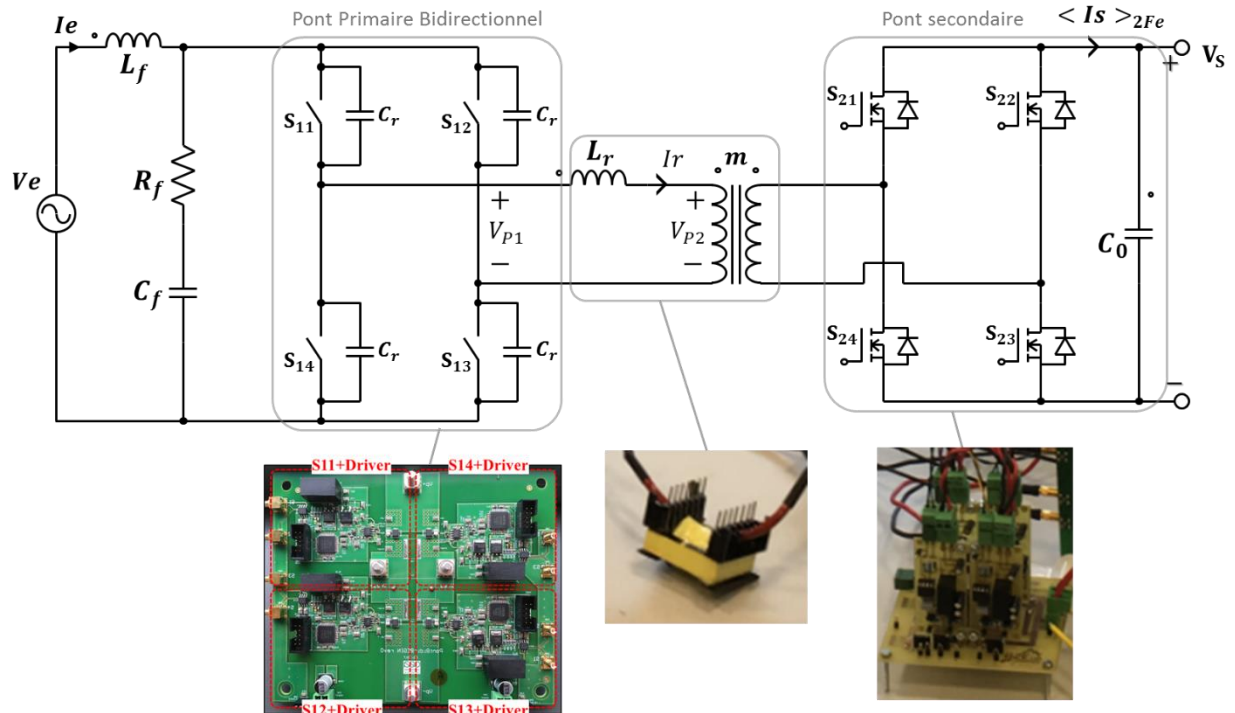 Pont Primaire Bidirectionnel
Pont secondaire
< Is >2Fe
Ie
Lf
Vs
+
S11
Cr
S12
Cr
S21
S22
Lr
Ir
m
Rf
Ve
+
VP1
−
+
VP2
−
C0
Cf
S14
Cr
S13
Cr
S24
S23
−
S11+Driver
S14+Driver
S12+Driver
S13+Driver